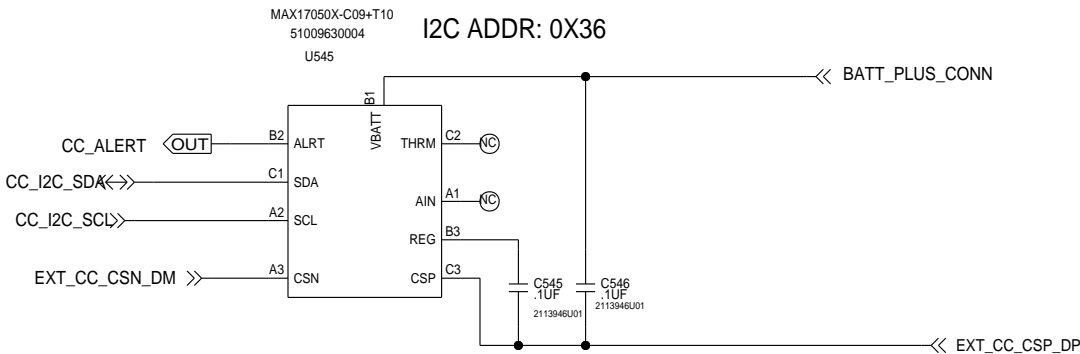 MAX17050X-C09+T10
51009630004
U545
I2C ADDR: 0X36
BATT_PLUS_CONN
B1
VBATT
CC_ALERT OUT B2 ALRT THRM C2 NC
CC_I2C_SDA C1 SDA
AIN A1 NC
CC_I2C_SCL A2 SCL
REG B3
EXT_CC_CSN_DM A3 CSN CSP C3
C545
.1UF
2113946U01
C546
.1UF
2113946U01
EXT_CC_CSP_DP